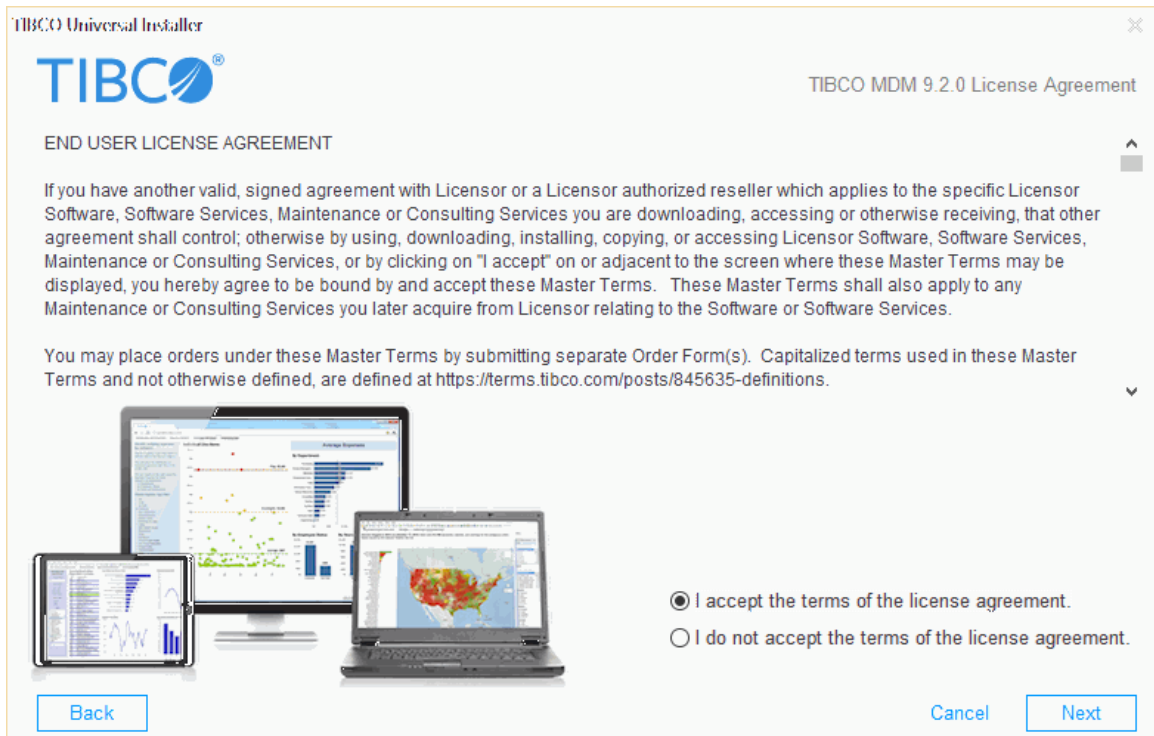 TIBCO Universal Installer
TIBCO®
TIBCO MDM 9.2.0 License Agreement
END USER LICENSE AGREEMENT
If you have another valid, signed agreement with Licensor or a Licensor authorized reseller which applies to the specific Licensor
Software, Software Services, Maintenance or Consulting Services you are downloading, accessing or otherwise receiving, that other
agreement shall control; otherwise by using, downloading, installing, copying, or accessing Licensor Software, Software Services,
Maintenance or Consulting Services, or by clicking on "I accept" on or adjacent to the screen where these Master Terms may be
displayed, you hereby agree to be bound by and accept these Master Terms.   These Master Terms shall also apply to any
Maintenance or Consulting Services you later acquire from Licensor relating to the Software or Software Services.
You may place orders under these Master Terms by submitting separate Order Form(s).  Capitalized terms used in these Master
Terms and not otherwise defined, are defined at https://terms.tibco.com/posts/845635-definitions.
Average Expenses
By Department
I accept the terms of the license agreement.
I do not accept the terms of the license agreement.
Back
Cancel
Next